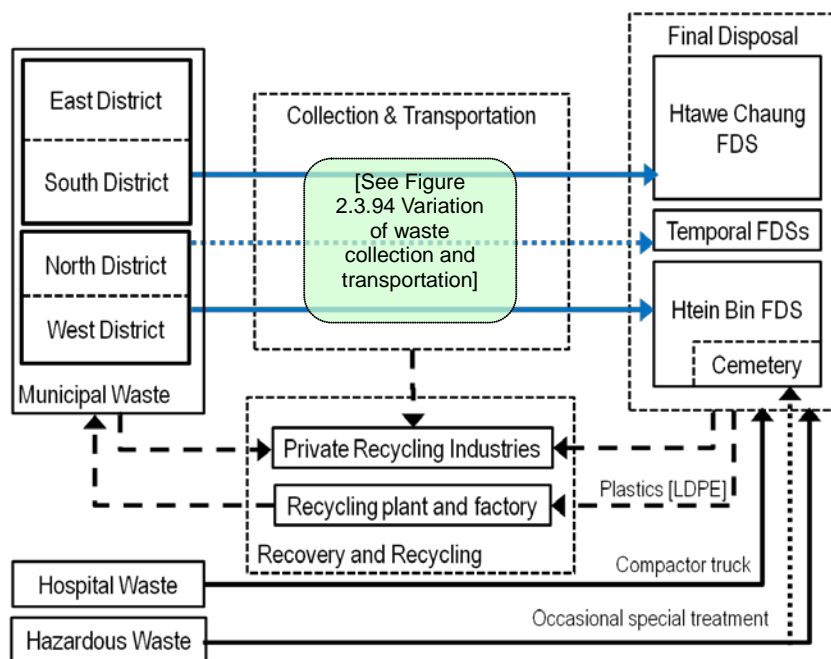 East District
South District
North District
West District
Municipal Waste
Collection & Transportation
[See Figure
2.3.94 Variation
of waste
collection and
transportation]
Final Disposal
Htawe Chaung
FDS
Temporal FDSs
Htein Bin FDS
Cemetery
Private Recycling Industries
Recycling plant and factory
Recovery and Recycling
Plastics [LDPE]
Hospital Waste
Compactor truck
Hazardous Waste
Occasional special treatment